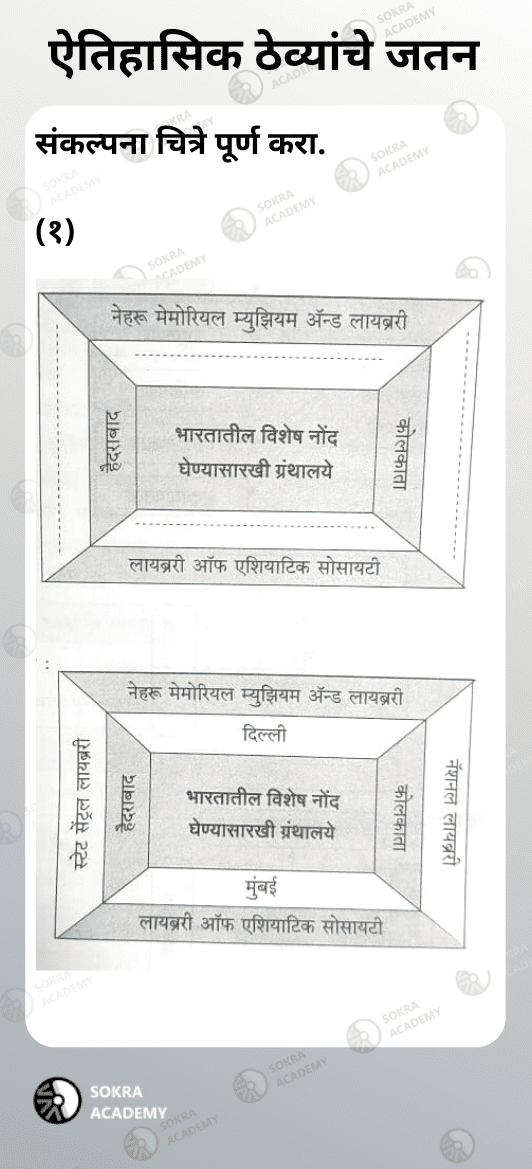 ऐतिहासिक ठेव्यांचे जतन
संकल्पना चित्रे पूर्ण करा.
(१)
नेहरू मेमोरियल म्युझियम अ‍ॅन्ड लायब्ररी
हैदराबाद
भारतातील विशेष नोंद
घेण्यासारखी ग्रंथालये
कोलकाता
लायब्ररी ऑफ एशियाटिक सोसायटी
नेहरू मेमोरियल म्युझियम अ‍ॅन्ड लायब्ररी
दिल्ली
स्टेट सेंट्रल लायब्ररी
हैदराबाद
भारतातील विशेष नोंद
घेण्यासारखी ग्रंथालये
कोलकाता
नॅशनल लायब्ररी
मुंबई
लायब्ररी ऑफ एशियाटिक सोसायटी
SOKRA
ACADEMY